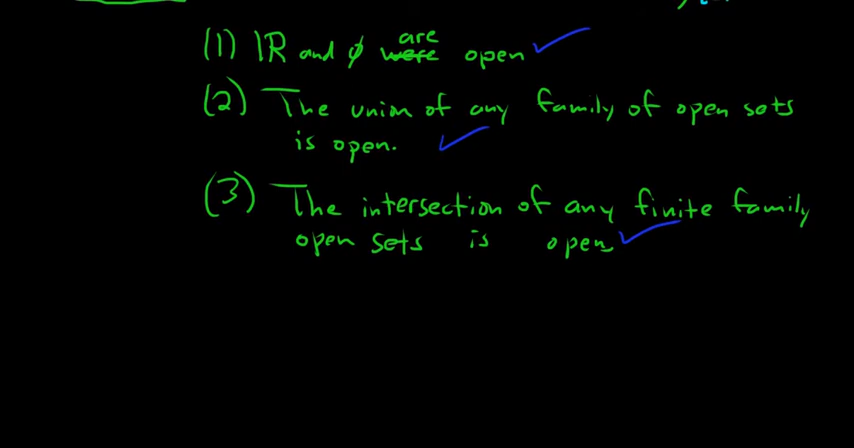 (1) ℝ and ∅ were are open
(2) The union of any family of open sets
is open.
(3) The intersection of any finite family
open sets is open.